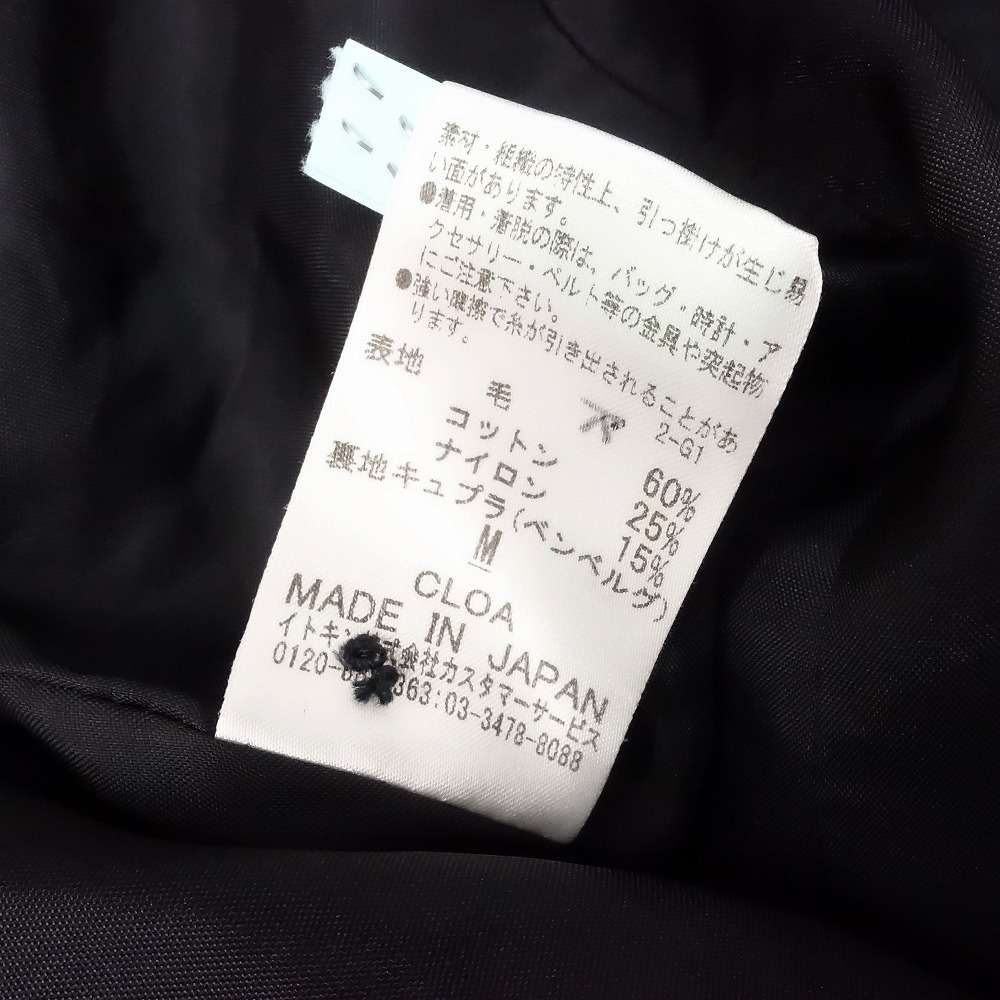 素材・組織の特性上、引っ掛けが生じ易
い面があります。
●着用・着脱の際は、バッグ・時計・ア
クセサリー・ベルト等の金具や突起物
にご注意下さい。
●強い摩擦で糸が引き出されることがあ
ります。
2-G1
表地 毛 60%
コットン 25%
ナイロン 15%
裏地キュプラ(ベンベルグ)
M
CLOA
MADE IN JAPAN
イトキン株式会社カスタマーサービス
0120- 363:03-3478-8088